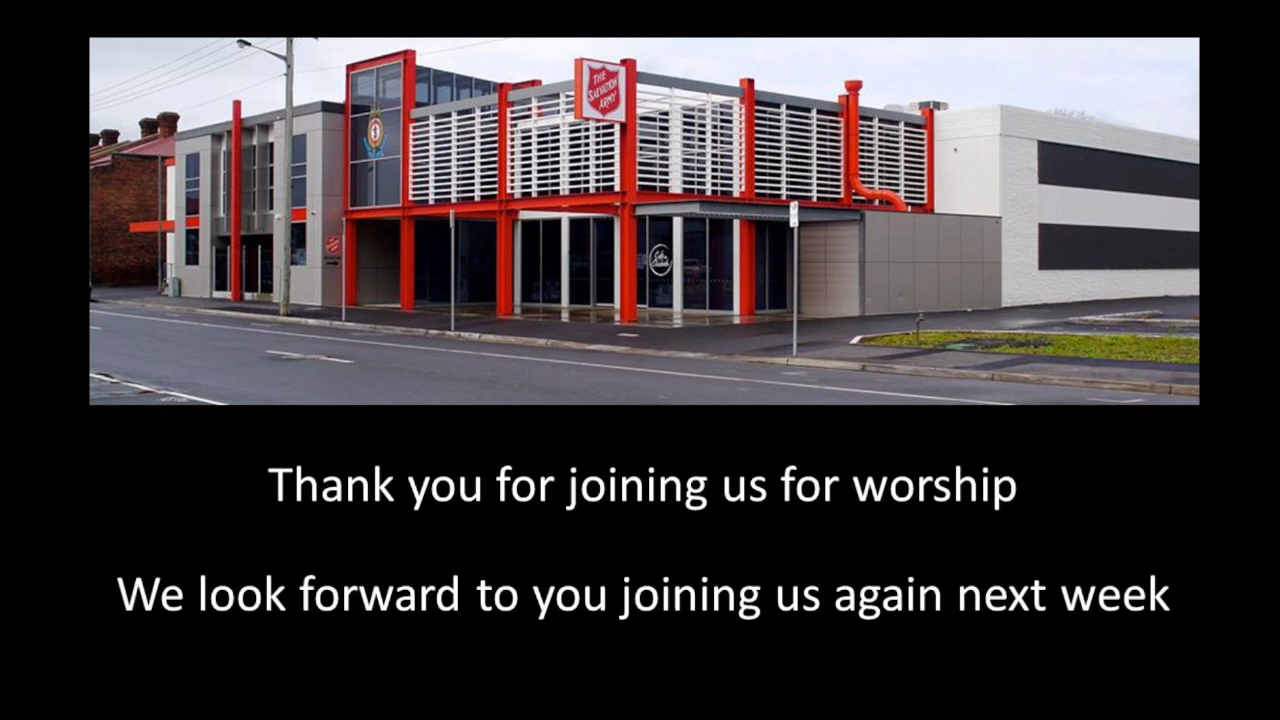 THE
SALVATION
ARMY
Thank you for joining us for worship
We look forward to you joining us again next week